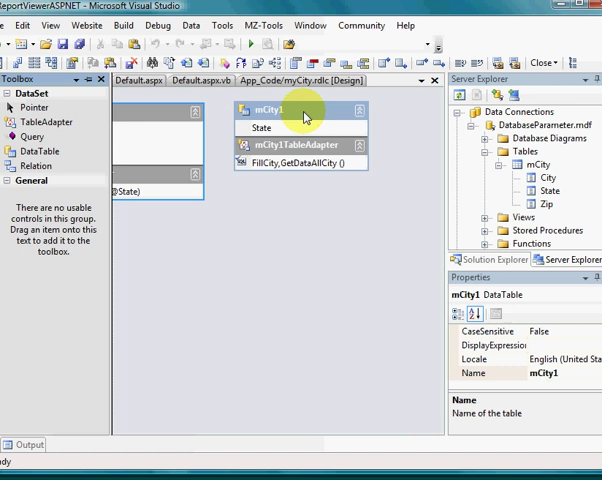 ReportViewerASPNET - Microsoft Visual Studio
Edit View Website Build Debug Data Tools MZ-Tools Window Community Help
Close
Toolbox
DataSet
Pointer
TableAdapter
Query
DataTable
Relation
General
There are no usable
controls in this group.
Drag an item onto this
text to add it to the
toolbox.
Default.aspx Default.aspx.vb App_Code/myCity.rdlc [Design]
@State)
mCity1
State
mCity1TableAdapter
FillCity,GetDataAllCity ()
Server Explorer
Data Connections
DatabaseParameter.mdf
Database Diagrams
Tables
mCity
City
State
Zip
Views
Stored Procedures
Functions
Solution Explorer Server Explorer
Properties
mCity1 DataTable
CaseSensitive False
DisplayExpression
Locale English (United Sta
Name mCity1
Name
Name of the table
Output